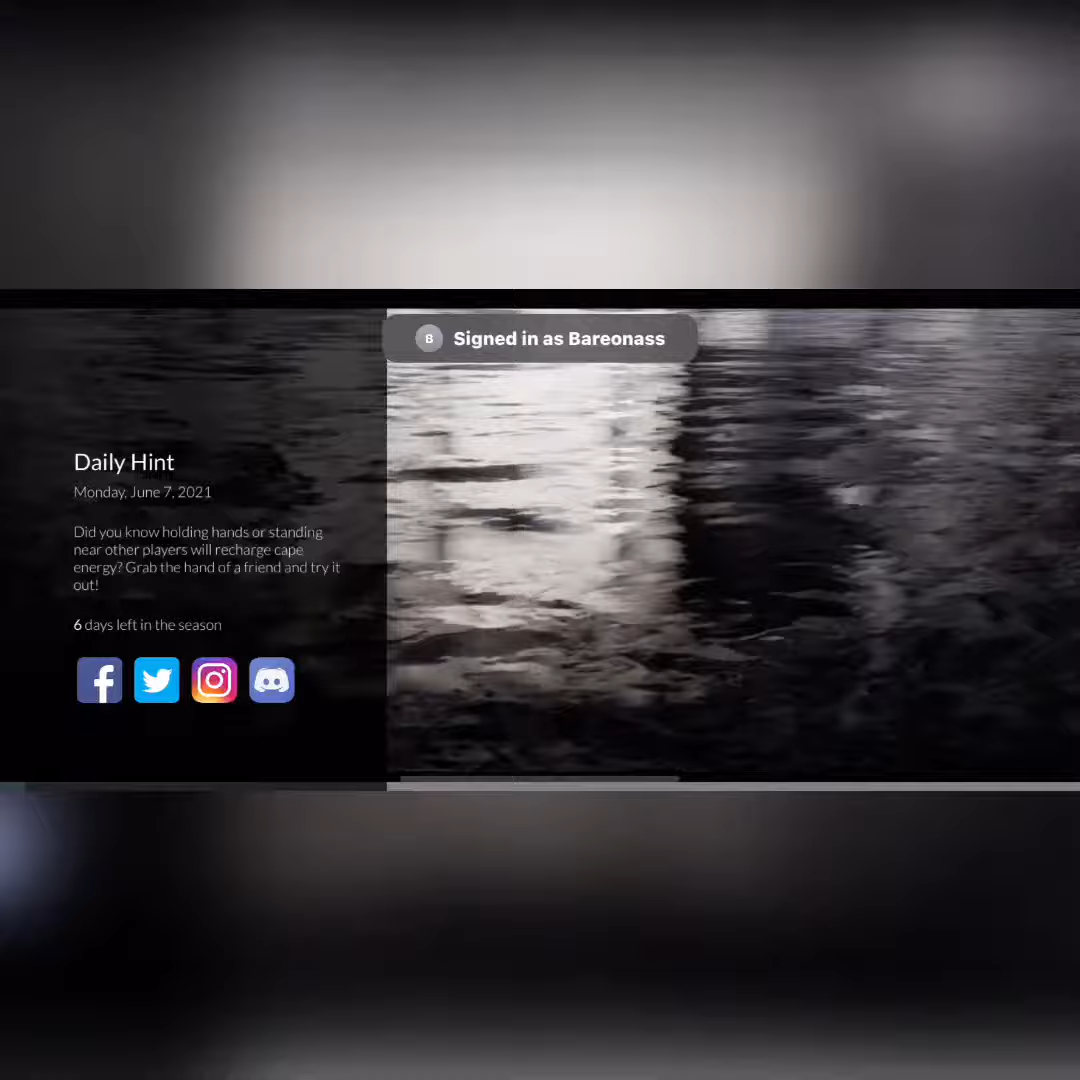 B Signed in as Bareonass
Daily Hint
Monday, June 7, 2021
Did you know holding hands or standing
near other players will recharge cape
energy? Grab the hand of a friend and try it
out!
6 days left in the season